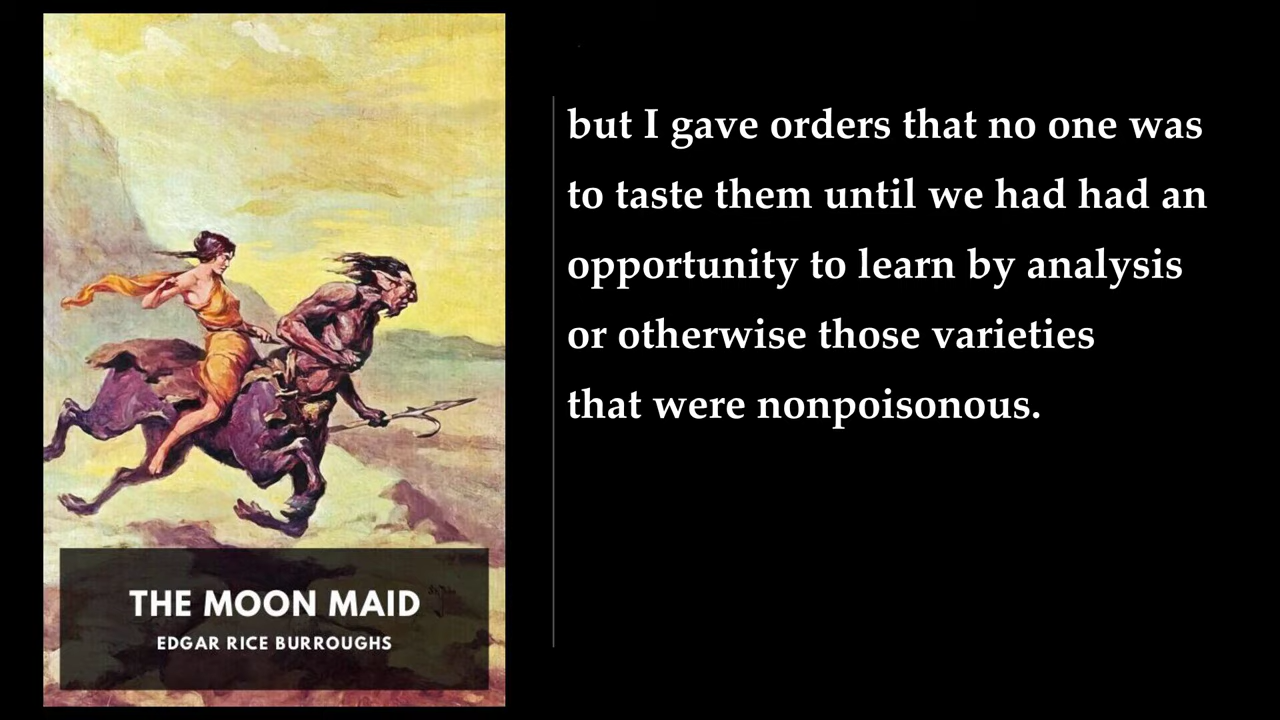 but I gave orders that no one was
to taste them until we had had an
opportunity to learn by analysis
or otherwise those varieties
that were nonpoisonous.
THE MOON MAID
EDGAR RICE BURROUGHS